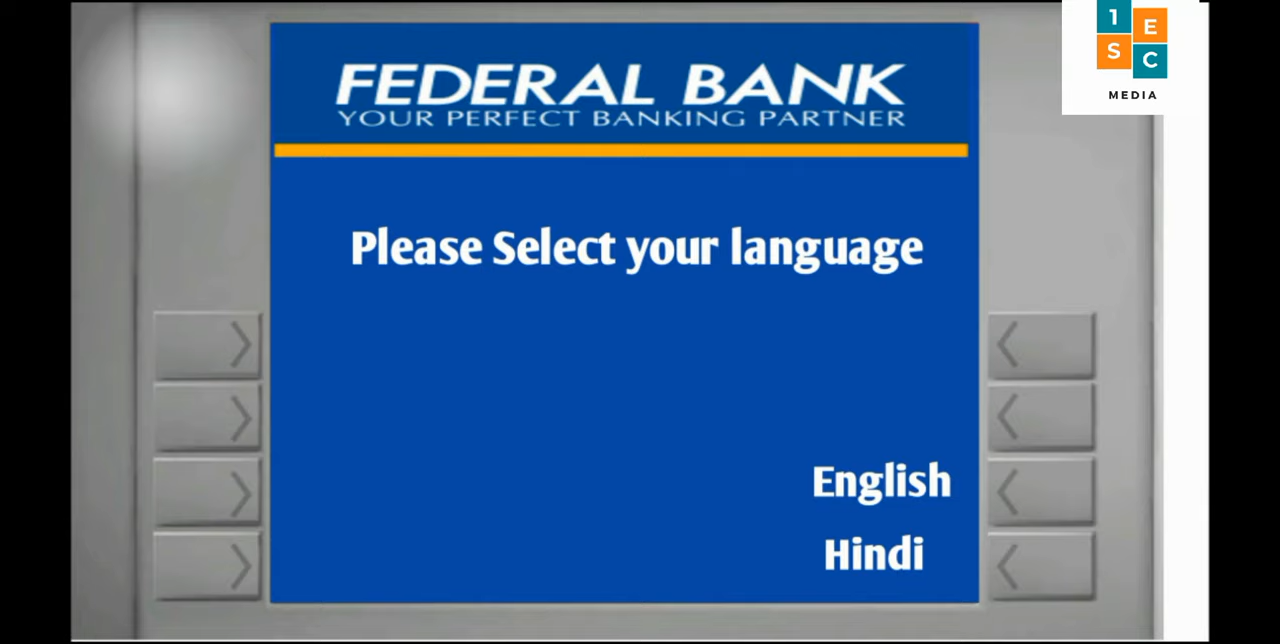 FEDERAL BANK
YOUR PERFECT BANKING PARTNER
Please Select your language
English
Hindi
1 E
S C
MEDIA